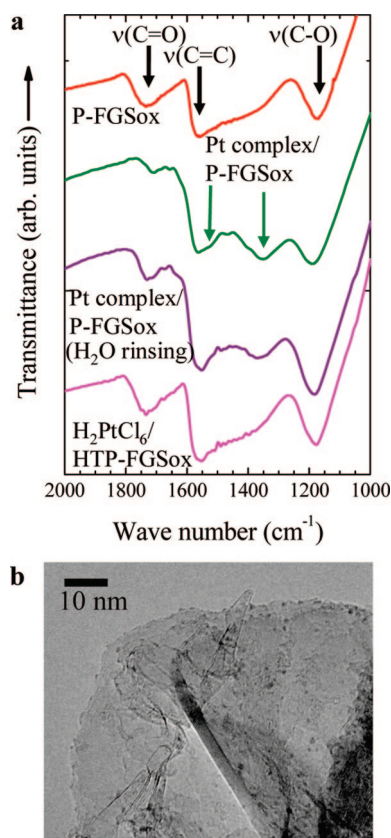 a
ν(C=O)
ν(C=C)
ν(C-O)
P-FGSox
Pt complex/
P-FGSox
Pt complex/
P-FGSox
(H₂O rinsing)
H₂PtCl₆/
HTP-FGSox
Transmittance (arb. units)
2000 1800 1600 1400 1200 1000
Wave number (cm⁻¹)
b
10 nm